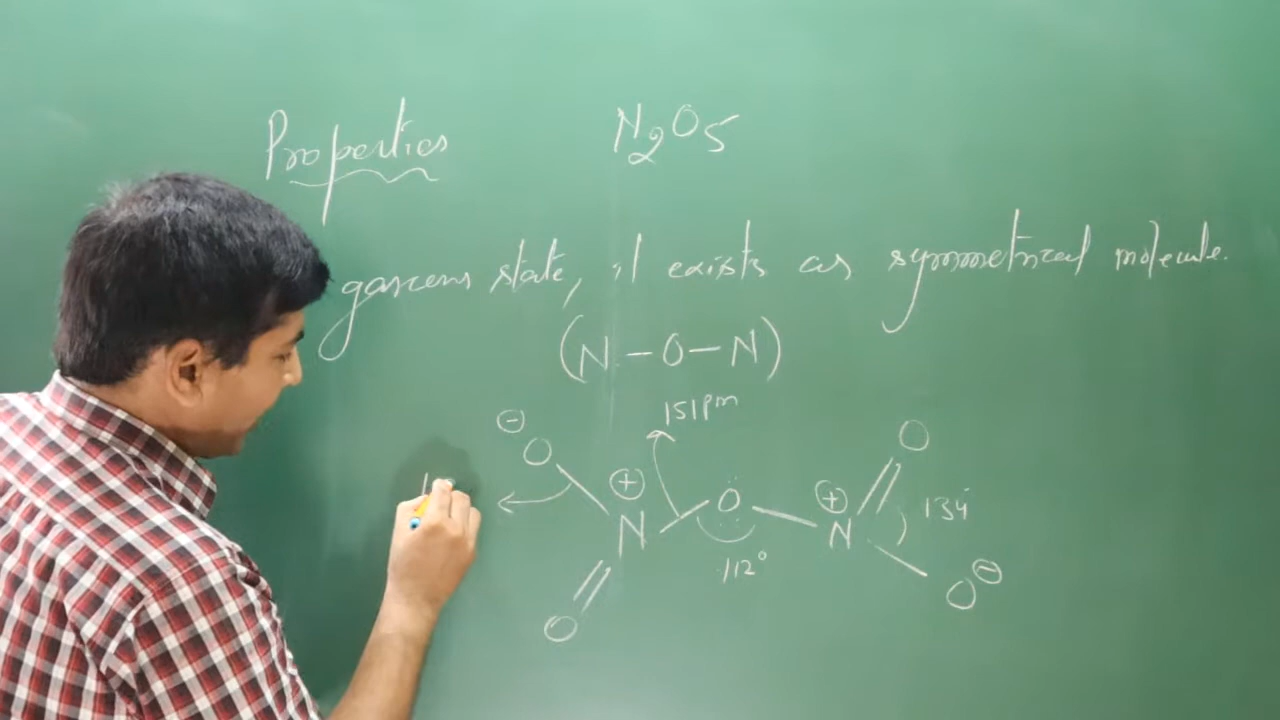 Properties N2O5
gaseous state, it exists as symmetrical molecule.
(N-O-N)
151pm
⊖ O O
⊕ O ⊕ 134°
N N
112°
O O⊖